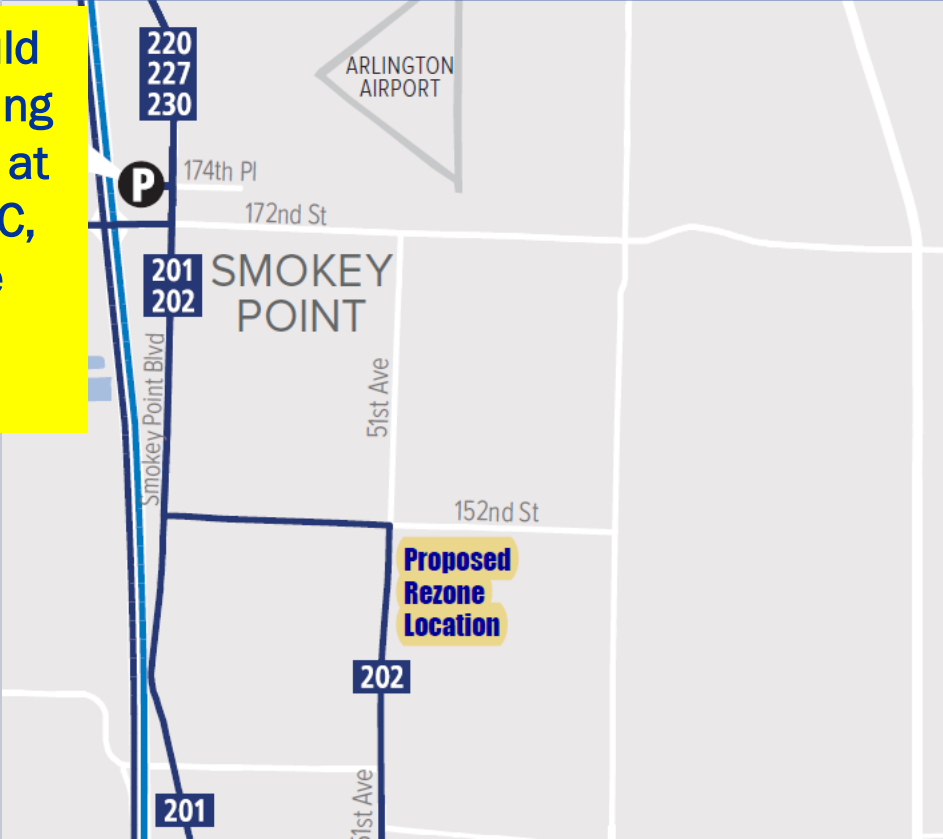 220
227
230
ARLINGTON
AIRPORT
ng
at
C,
P
174th Pl
172nd St
201
202
SMOKEY
POINT
Smokey Point Blvd
51st Ave
152nd St
Proposed
Rezone
Location
202
201
51st Ave